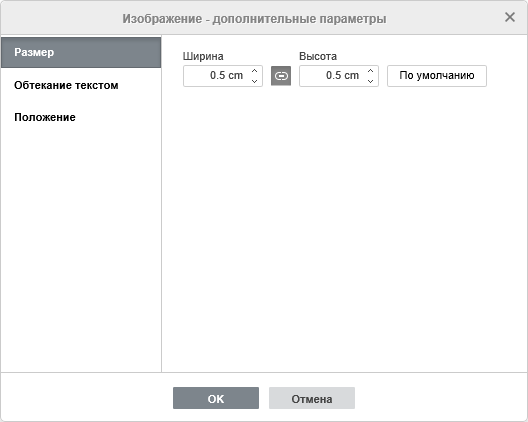 Изображение - дополнительные параметры
Размер
Обтекание текстом
Положение
Ширина
Высота
0.5 cm
0.5 cm
По умолчанию
OK
Отмена